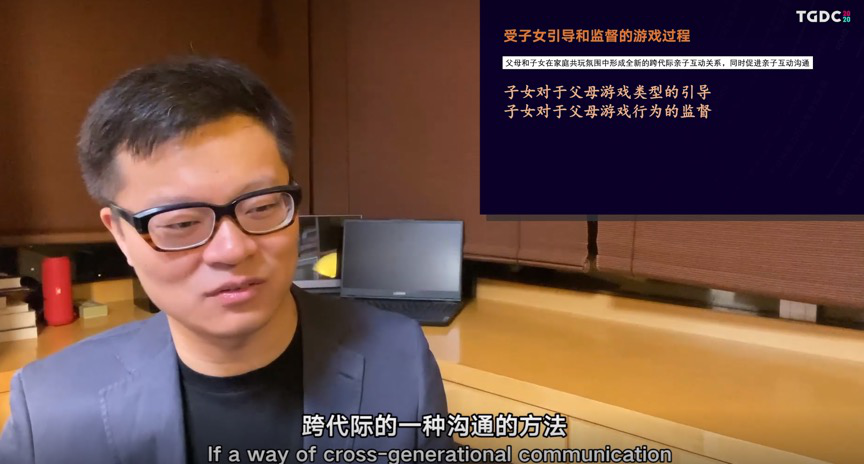 TGDC 2020
受子女引导和监督的游戏过程
父母和子女在家庭共玩氛围中形成全新的跨代际亲子互动关系，同时促进亲子互动沟通
子女对于父母游戏类型的引导
子女对于父母游戏行为的监督
跨代际的一种沟通的方法
If a way of cross-generational communication